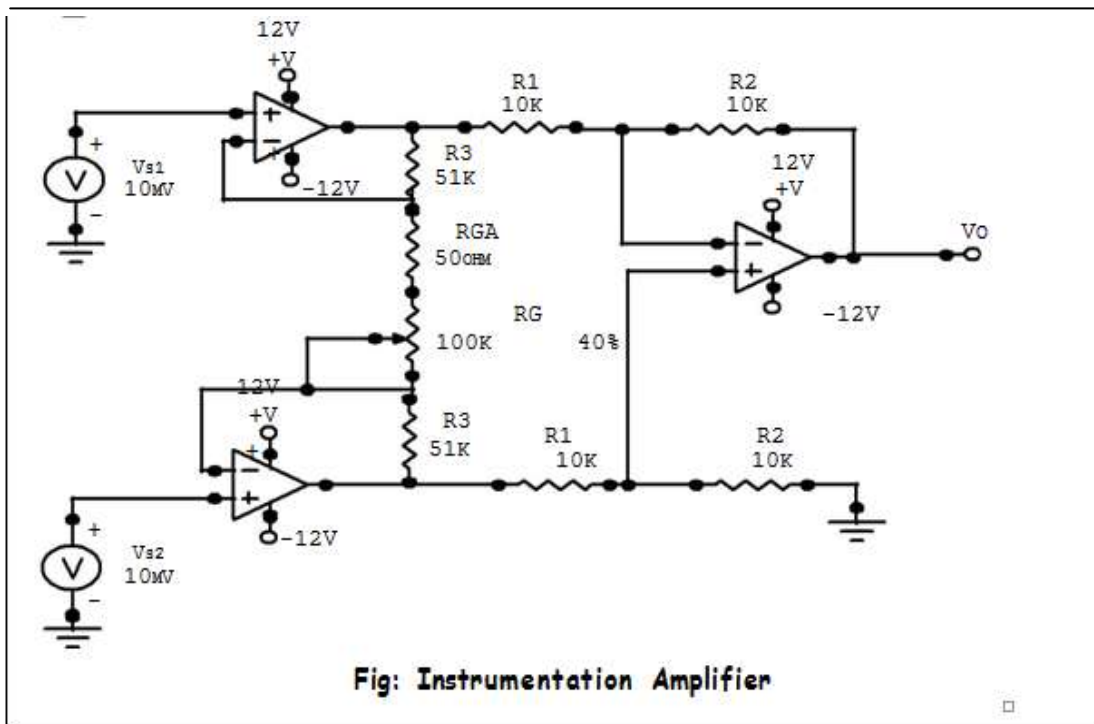 12V
+V
R1
10K
R2
10K
+
−
Vs1
10MV
+
−
+
−12V
R3
51K
12V
+V
RGA
50OHM
−
+
VO
RG
100K
40%
−12V
12V
+V
+
R3
51K
R1
10K
R2
10K
−
+
−12V
+
Vs2
10MV
−
V
V
Fig: Instrumentation Amplifier